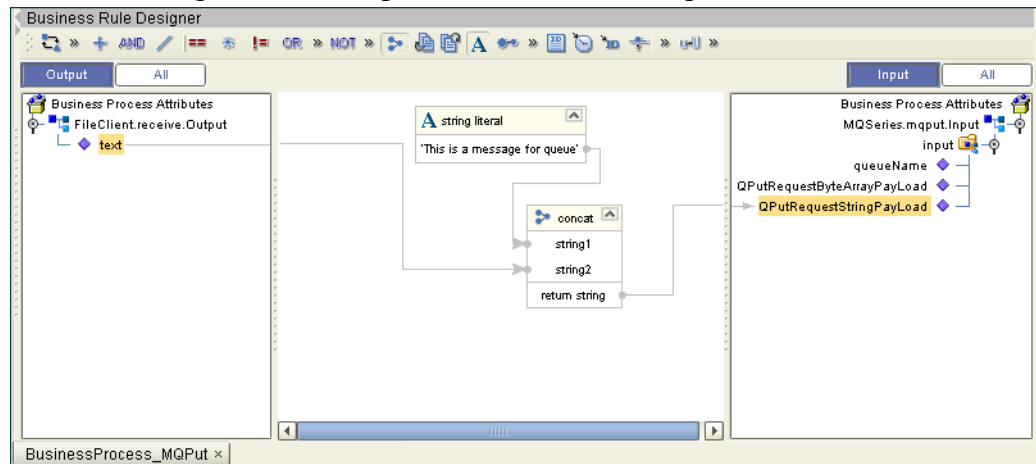 Business Rule Designer
» AND == != OR » NOT » A » »
Output All Input All
Business Process Attributes
FileClient.receive.Output
text
A string literal
'This is a message for queue'
concat
string1
string2
return string
Business Process Attributes
MQSeries.mqput.Input
input
queueName
QPutRequestByteArrayPayLoad
QPutRequestStringPayLoad
BusinessProcess_MQPut ×